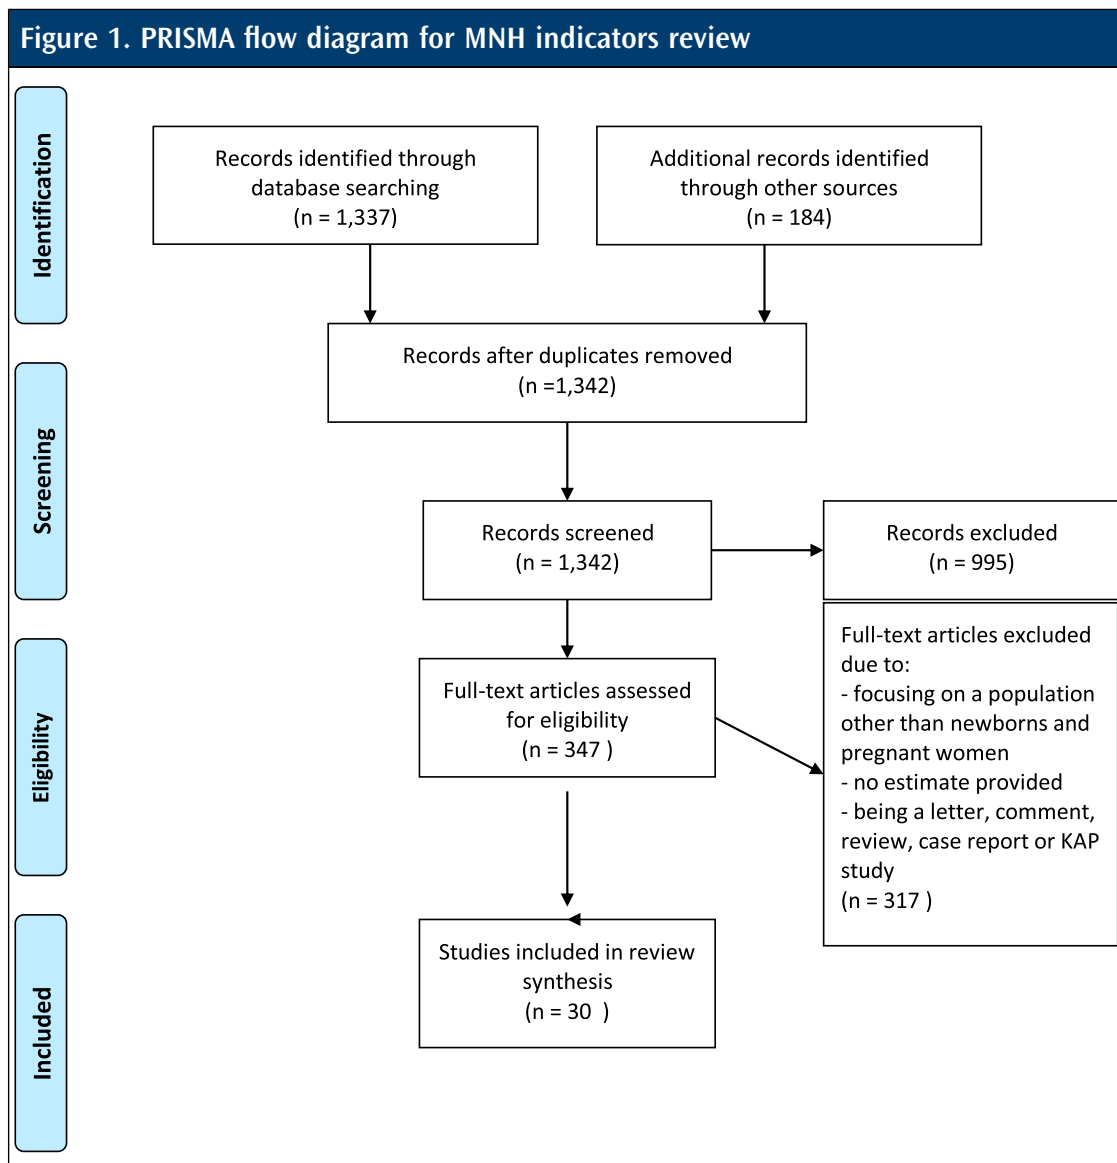 Figure 1. PRISMA flow diagram for MNH indicators review
Identification
Records identified through
database searching
(n = 1,337)
Additional records identified
through other sources
(n = 184)
Records after duplicates removed
(n =1,342)
Screening
Records screened
(n = 1,342)
Records excluded
(n = 995)
Eligibility
Full-text articles assessed
for eligibility
(n = 347 )
Full-text articles excluded
due to:
- focusing on a population
other than newborns and
pregnant women
- no estimate provided
- being a letter, comment,
review, case report or KAP
study
(n = 317 )
Included
Studies included in review
synthesis
(n = 30  )